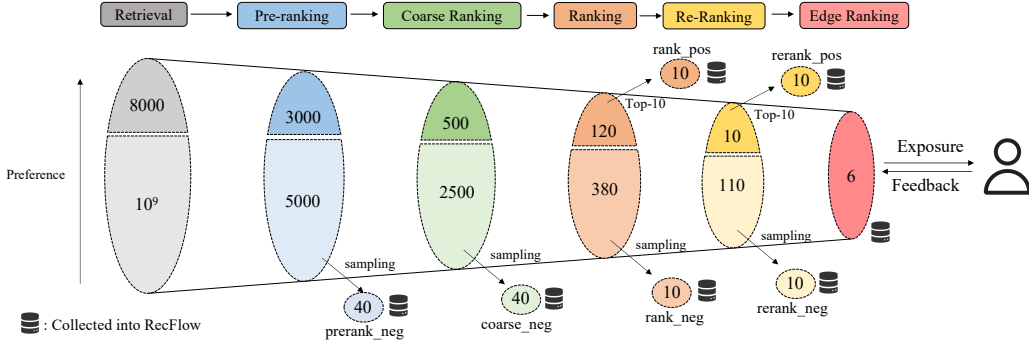 Retrieval
Pre-ranking
Coarse Ranking
Ranking
Re-Ranking
Edge Ranking
rank_pos
10
rerank_pos
10
Top-10
Top-10
8000
3000
500
120
10
Preference
10⁹
5000
2500
380
110
6
Exposure
Feedback
sampling
sampling
sampling
sampling
40
prerank_neg
40
coarse_neg
10
rank_neg
10
rerank_neg
: Collected into RecFlow